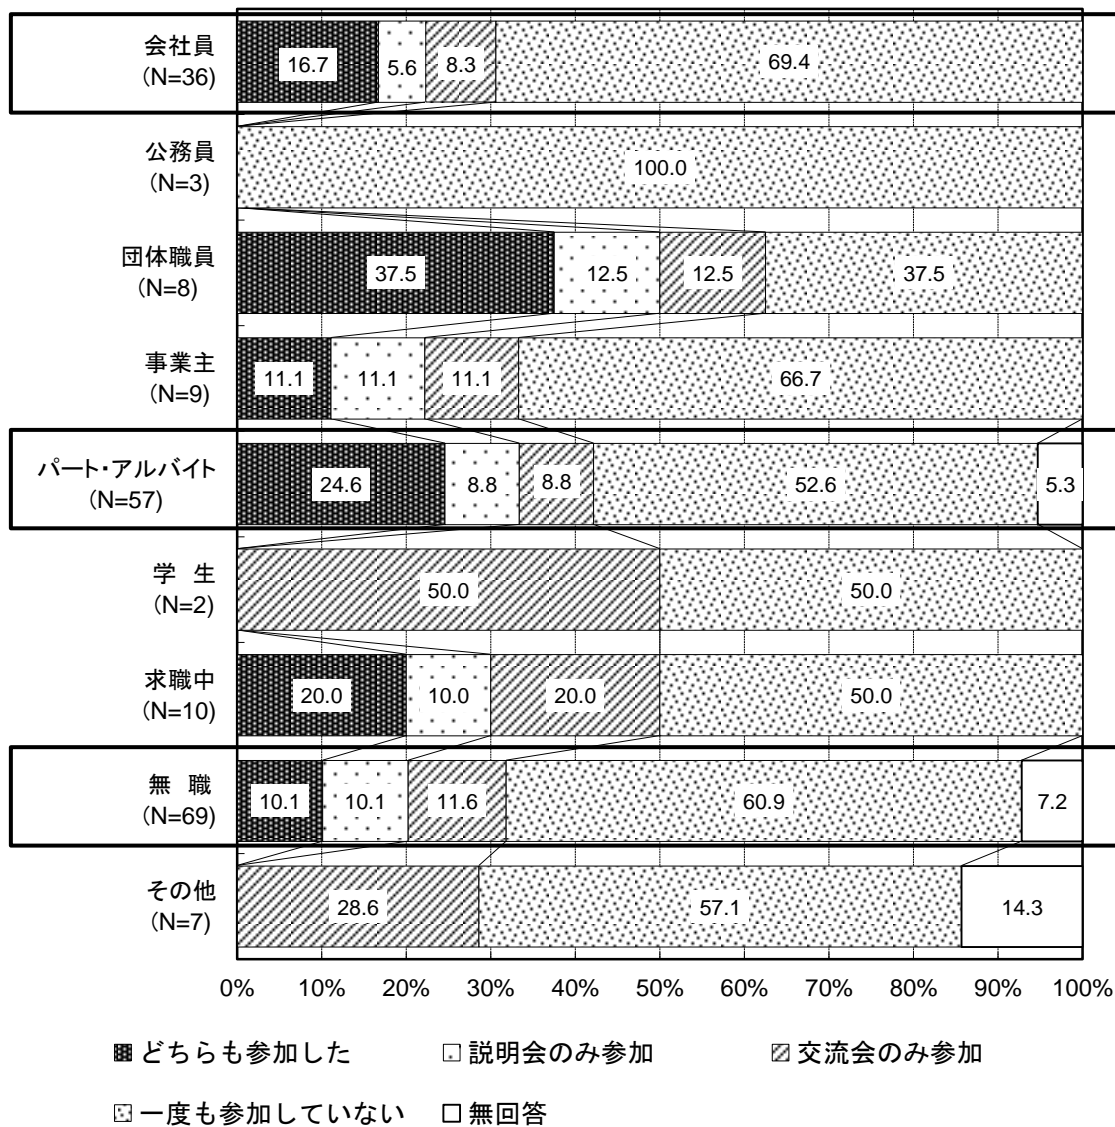 会社員
(N=36)
16.7 5.6 8.3 69.4
公務員
(N=3)
100.0
団体職員
(N=8)
37.5 12.5 12.5 37.5
事業主
(N=9)
11.1 11.1 11.1 66.7
パート・アルバイト
(N=57)
24.6 8.8 8.8 52.6 5.3
学 生
(N=2)
50.0 50.0
求職中
(N=10)
20.0 10.0 20.0 50.0
無 職
(N=69)
10.1 10.1 11.6 60.9 7.2
その他
(N=7)
28.6 57.1 14.3
0% 10% 20% 30% 40% 50% 60% 70% 80% 90% 100%
どちらも参加した 説明会のみ参加 交流会のみ参加
一度も参加していない 無回答